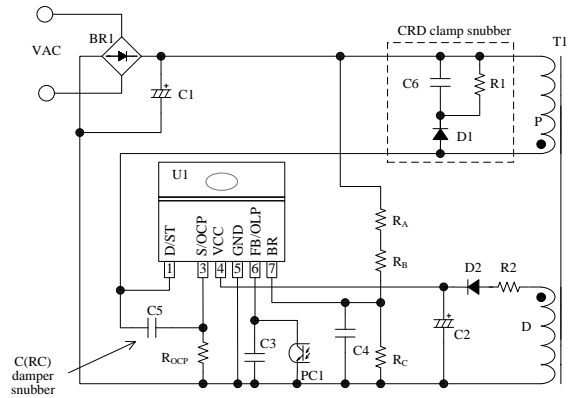 CRD clamp snubber
T1
BR1
VAC
C1
C6
R1
P
D1
U1
D/ST
S/OCP
VCC
GND
FB/OLP
BR
1
3
4
5
6
7
RA
RB
D2
R2
C5
C2
D
C(RC)
damper
snubber
ROCP
C3
PC1
C4
RC